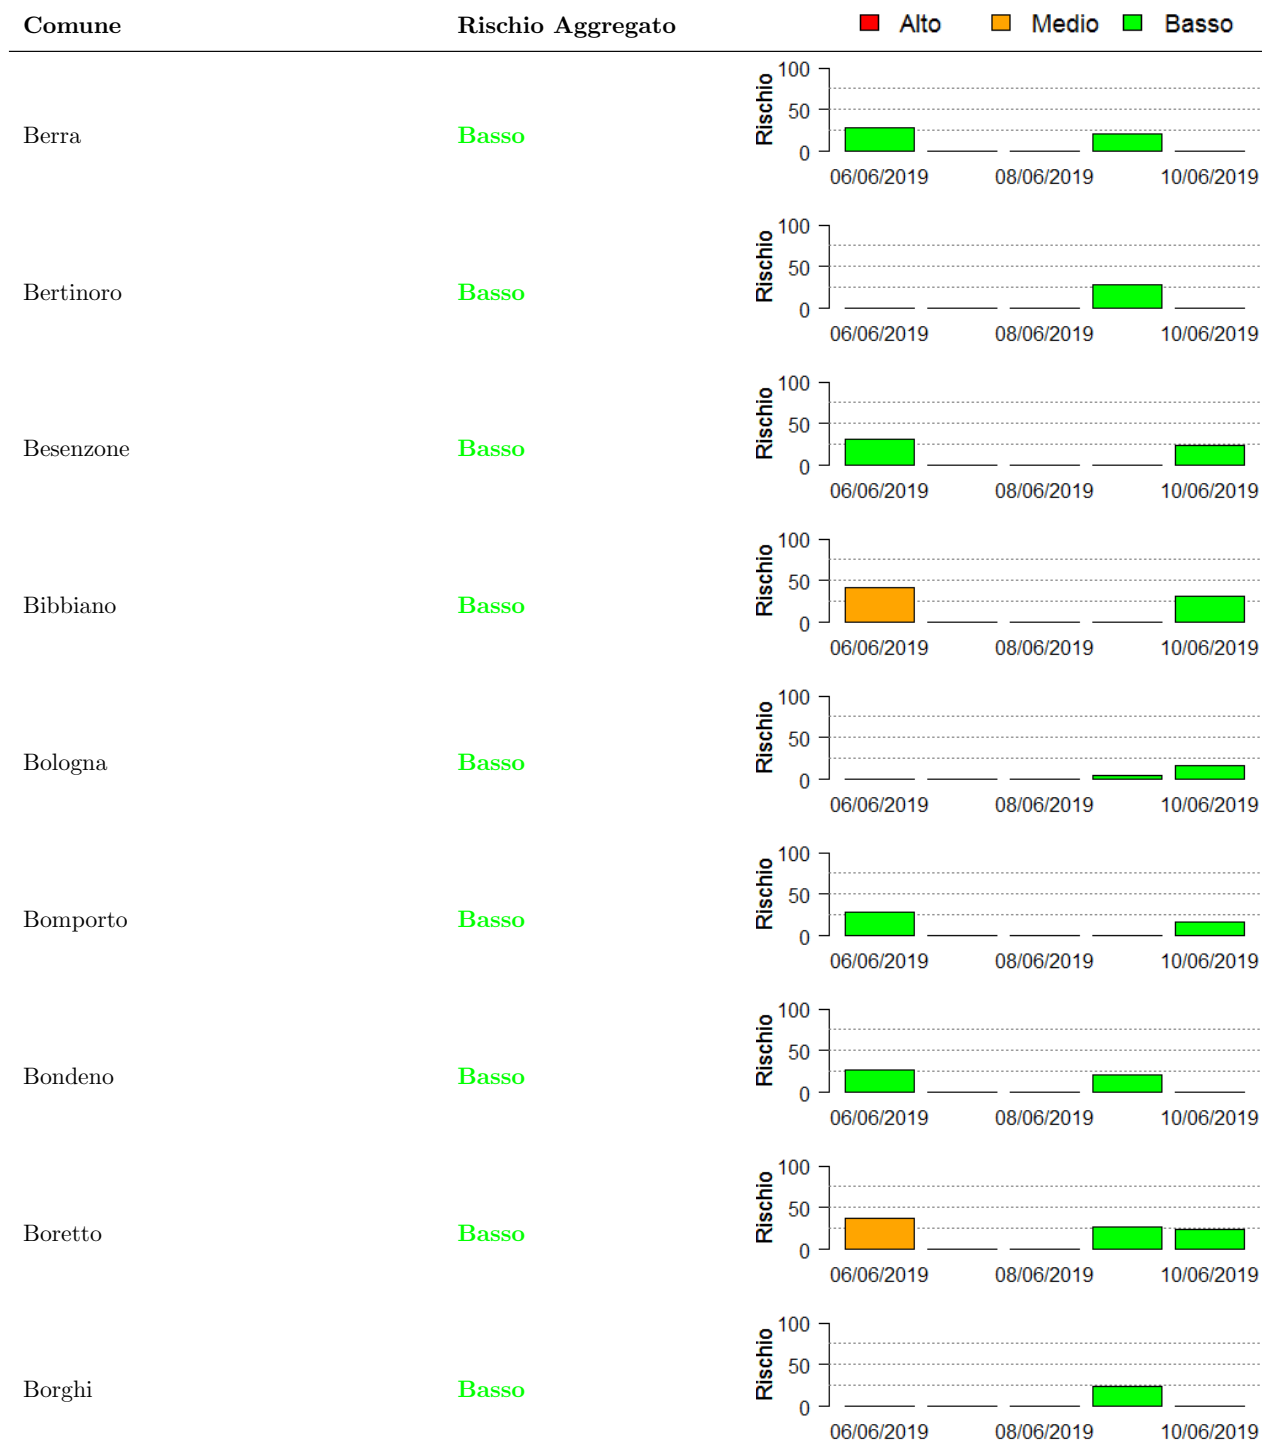 Comune Rischio Aggregato Alto Medio Basso
100
50
0
Rischio
Berra Basso
06/06/2019 08/06/2019 10/06/2019
100
50
0
Rischio
Bertinoro Basso
06/06/2019 08/06/2019 10/06/2019
100
50
0
Rischio
Besenzone Basso
06/06/2019 08/06/2019 10/06/2019
100
50
0
Rischio
Bibbiano Basso
06/06/2019 08/06/2019 10/06/2019
100
50
0
Rischio
Bologna Basso
06/06/2019 08/06/2019 10/06/2019
100
50
0
Rischio
Bomporto Basso
06/06/2019 08/06/2019 10/06/2019
100
50
0
Rischio
Bondeno Basso
06/06/2019 08/06/2019 10/06/2019
100
50
0
Rischio
Boretto Basso
06/06/2019 08/06/2019 10/06/2019
100
50
0
Rischio
Borghi Basso
06/06/2019 08/06/2019 10/06/2019